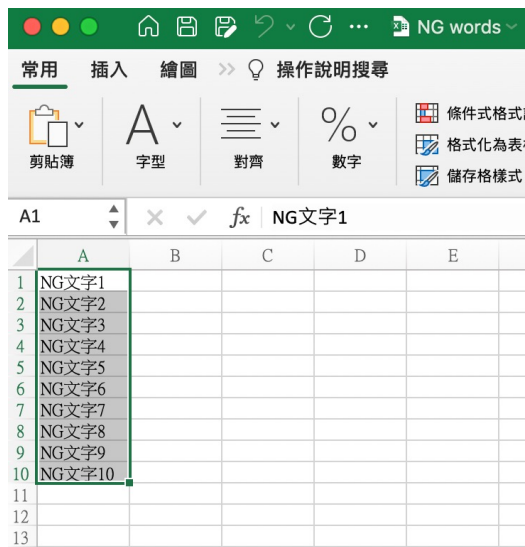 NG words
常用 插入 繪圖 >> 操作說明搜尋
剪貼簿 字型 對齊 數字
% 
條件式格式
格式化為表
儲存格樣式
A1 fx NG文字1
A B C D E
1 NG文字1
2 NG文字2
3 NG文字3
4 NG文字4
5 NG文字5
6 NG文字6
7 NG文字7
8 NG文字8
9 NG文字9
10 NG文字10
11
12
13